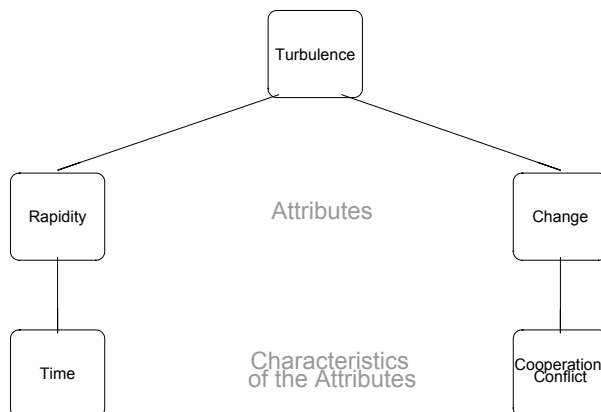 Turbulence
Rapidity
Attributes
Change
Time
Characteristics
of the Attributes
Cooperation
Conflict